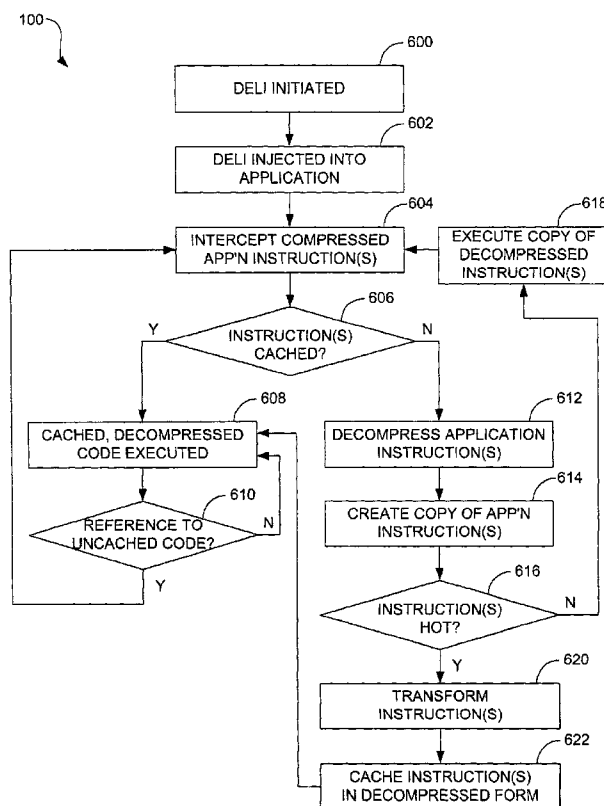 100
600
DELI INITIATED
602
DELI INJECTED INTO
APPLICATION
604
INTERCEPT COMPRESSED
APP'N INSTRUCTION(S)
618
EXECUTE COPY OF
DECOMPRESSED
INSTRUCTION(S)
606
INSTRUCTION(S)
CACHED?
Y
N
608
CACHED, DECOMPRESSED
CODE EXECUTED
610
REFERENCE TO
UNCACHED CODE?
N
Y
612
DECOMPRESS APPLICATION
INSTRUCTION(S)
614
CREATE COPY OF APP'N
INSTRUCTION(S)
616
INSTRUCTION(S)
HOT?
N
Y
620
TRANSFORM
INSTRUCTION(S)
622
CACHE INSTRUCTION(S)
IN DECOMPRESSED FORM